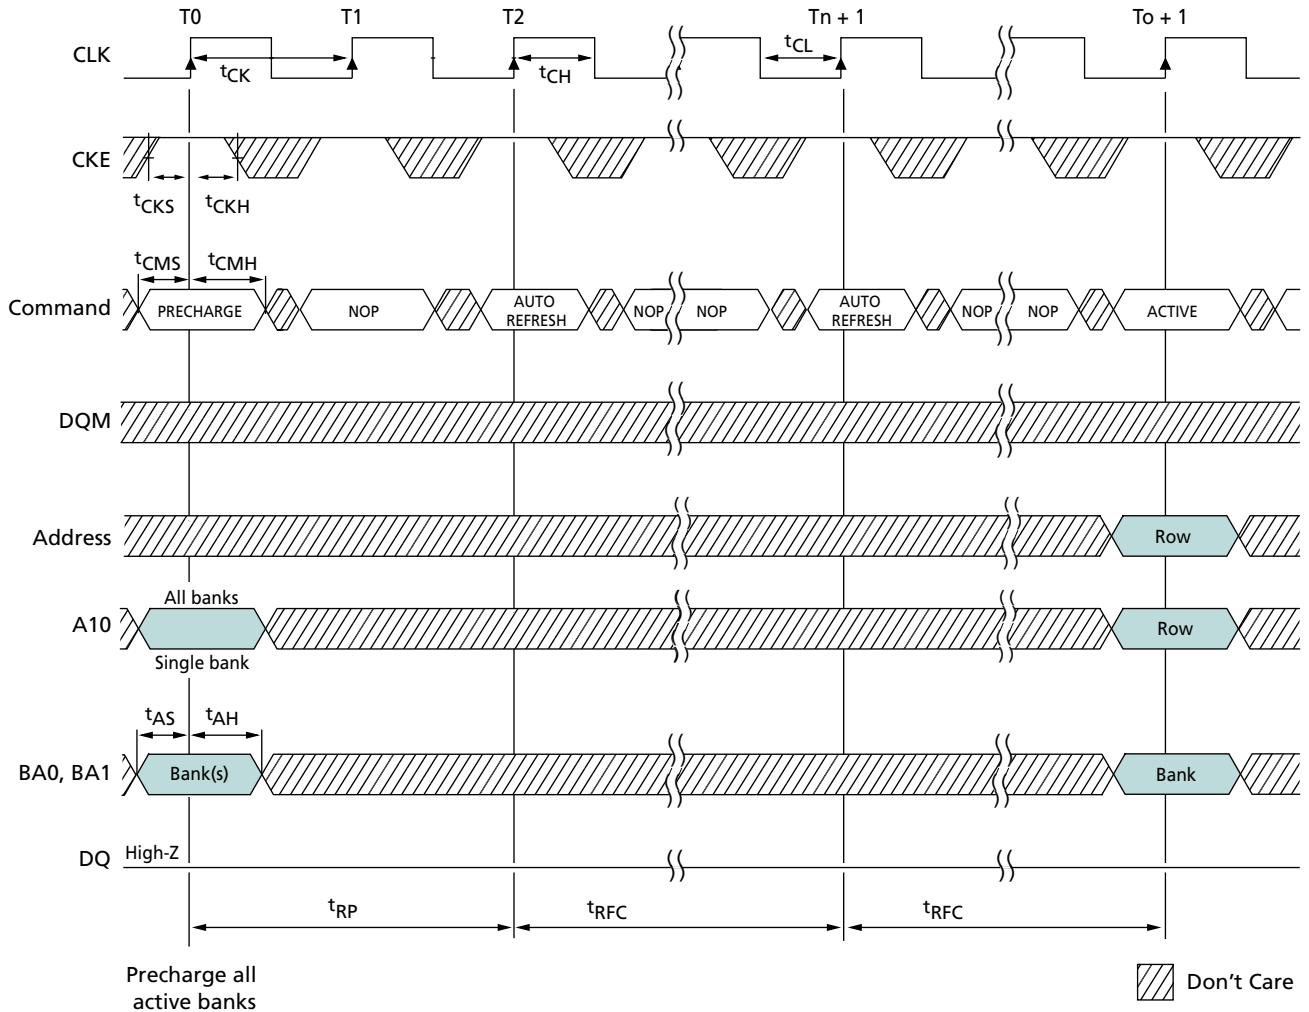 T0 T1 T2 Tn + 1 To + 1
CLK
tCK tCH tCL
CKE
tCKS tCKH
tCMS tCMH
Command PRECHARGE NOP AUTO REFRESH NOP NOP AUTO REFRESH NOP NOP ACTIVE
DQM
Address Row
All banks
A10 Row
Single bank
tAS tAH
BA0, BA1 Bank(s) Bank
DQ High-Z
tRP tRFC tRFC
Precharge all
active banks
Don't Care